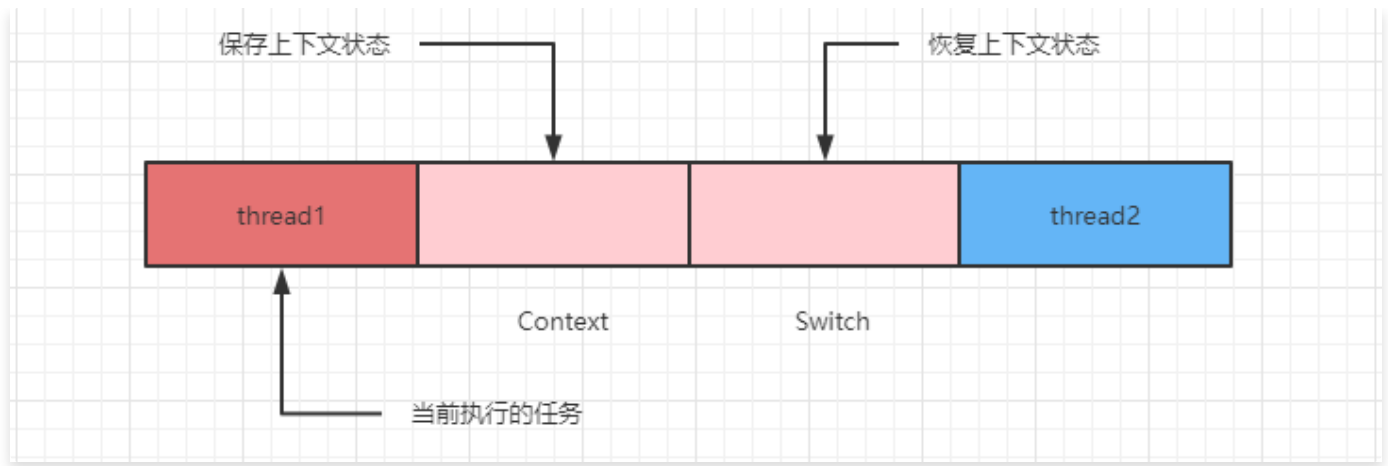 保存上下文状态
恢复上下文状态
thread1
thread2
Context
Switch
当前执行的任务